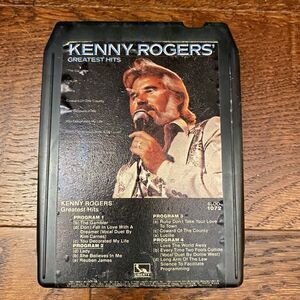 KENNY ROGERS'
GREATEST HITS
KENNY ROGERS'
Greatest Hits
1072
PROGRAM 1
(a) The Gambler
(d) Don't Fall In Love With A
Dreamer (Vocal Duet By
Kim Carnes)
(c) You Decorated My Life
PROGRAM 2
(a) Lady
(b) She Believes In Me
(c) Reuben James
PROGRAM 3
(a) Ruby Don't Take Your Love
To Town
(b) Coward Of The County
(c) Lucille
PROGRAM 4
(a) Love The World Away
(b) Every Time Two Fools Collide
(Vocal Duet By Dottie West)
(c) Long Arm Of The Law
Silence To Facilitate
Programming